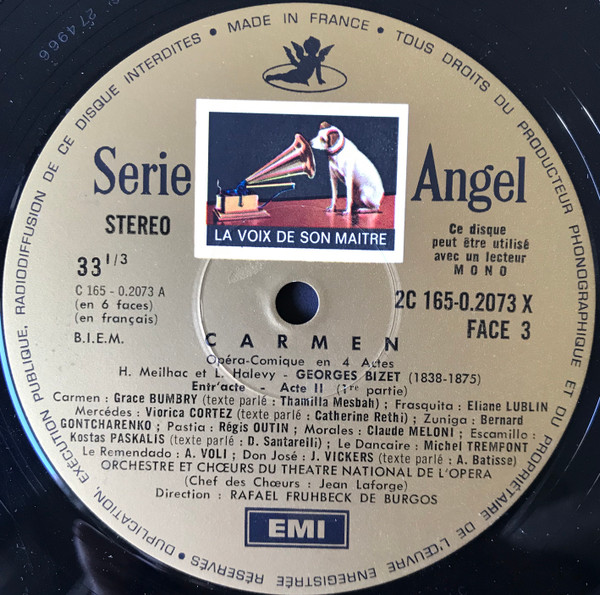 TOUS DROITS DU PRODUCTEUR PHONOGRAPHIQUE ET DU PROPRIÉTAIRE DE L'ŒUVRE ENREGISTRÉE RÉSERVÉS • DUPLICATION, EXÉCUTION PUBLIQUE, RADIODIFFUSION DE CE DISQUE INTERDITES • MADE IN FRANCE •
274966
Serie Angel
LA VOIX DE SON MAITRE
STEREO
33 1/3
C 165 - 0.2073 A
(en 6 faces)
(en français)
B.I.E.M.
Ce disque
peut être utilisé
avec un lecteur
MONO
2C 165-0.2073 X
FACE 3
CARMEN
Opéra-Comique en 4 Actes
H. Meilhac et L. Halevy - GEORGES BIZET (1838-1875)
Entr'acte - Acte II (1re partie)
Carmen : Grace BUMBRY (texte parlé : Thamilla Mesbah) ; Frasquita : Eliane LUBLIN
Mercédes : Viorica CORTEZ (texte parlé : Catherine Rethi) ; Zuniga : Bernard
GONTCHARENKO ; Pastia : Régis OUTIN ; Morales : Claude MELONI ; Escamillo :
Kostas PASKALIS (texte parlé : D. Santarelli) ; Le Dancaire : Michel TREMPONT
Le Remendado : A. VOLI ; Don José : J. VICKERS (texte parlé : A. Batisse)
ORCHESTRE ET CHŒURS DU THEATRE NATIONAL DE L'OPERA
(Chef des Chœurs : Jean Laforge)
Direction : RAFAEL FRUHBECK DE BURGOS
EMI